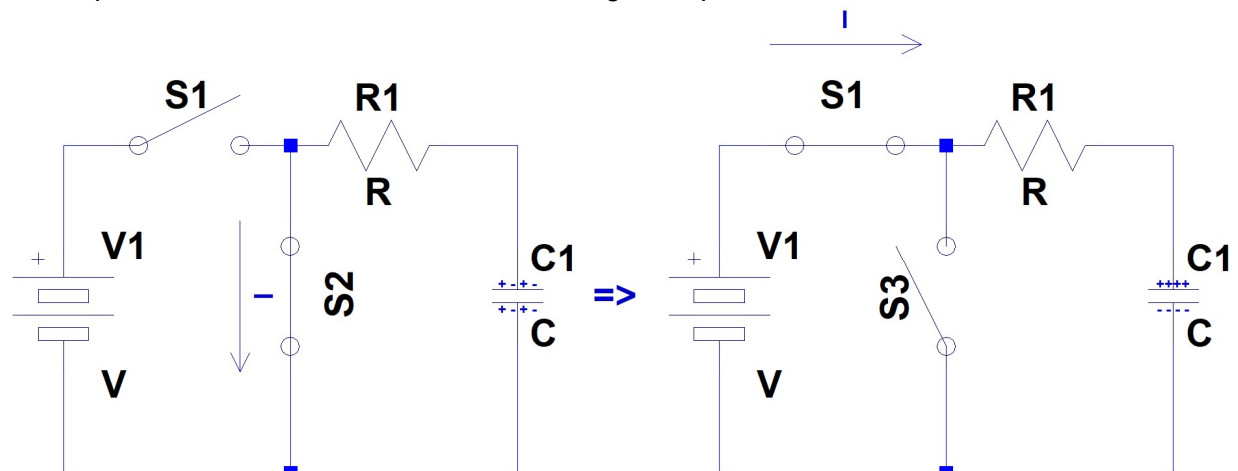 I
S1
R1
S1
R1
R
R
V1
S2
C1
+ - + -
+ - + -
C
=>
V1
S3
C1
++++
- - - -
C
I
+
+
V
V